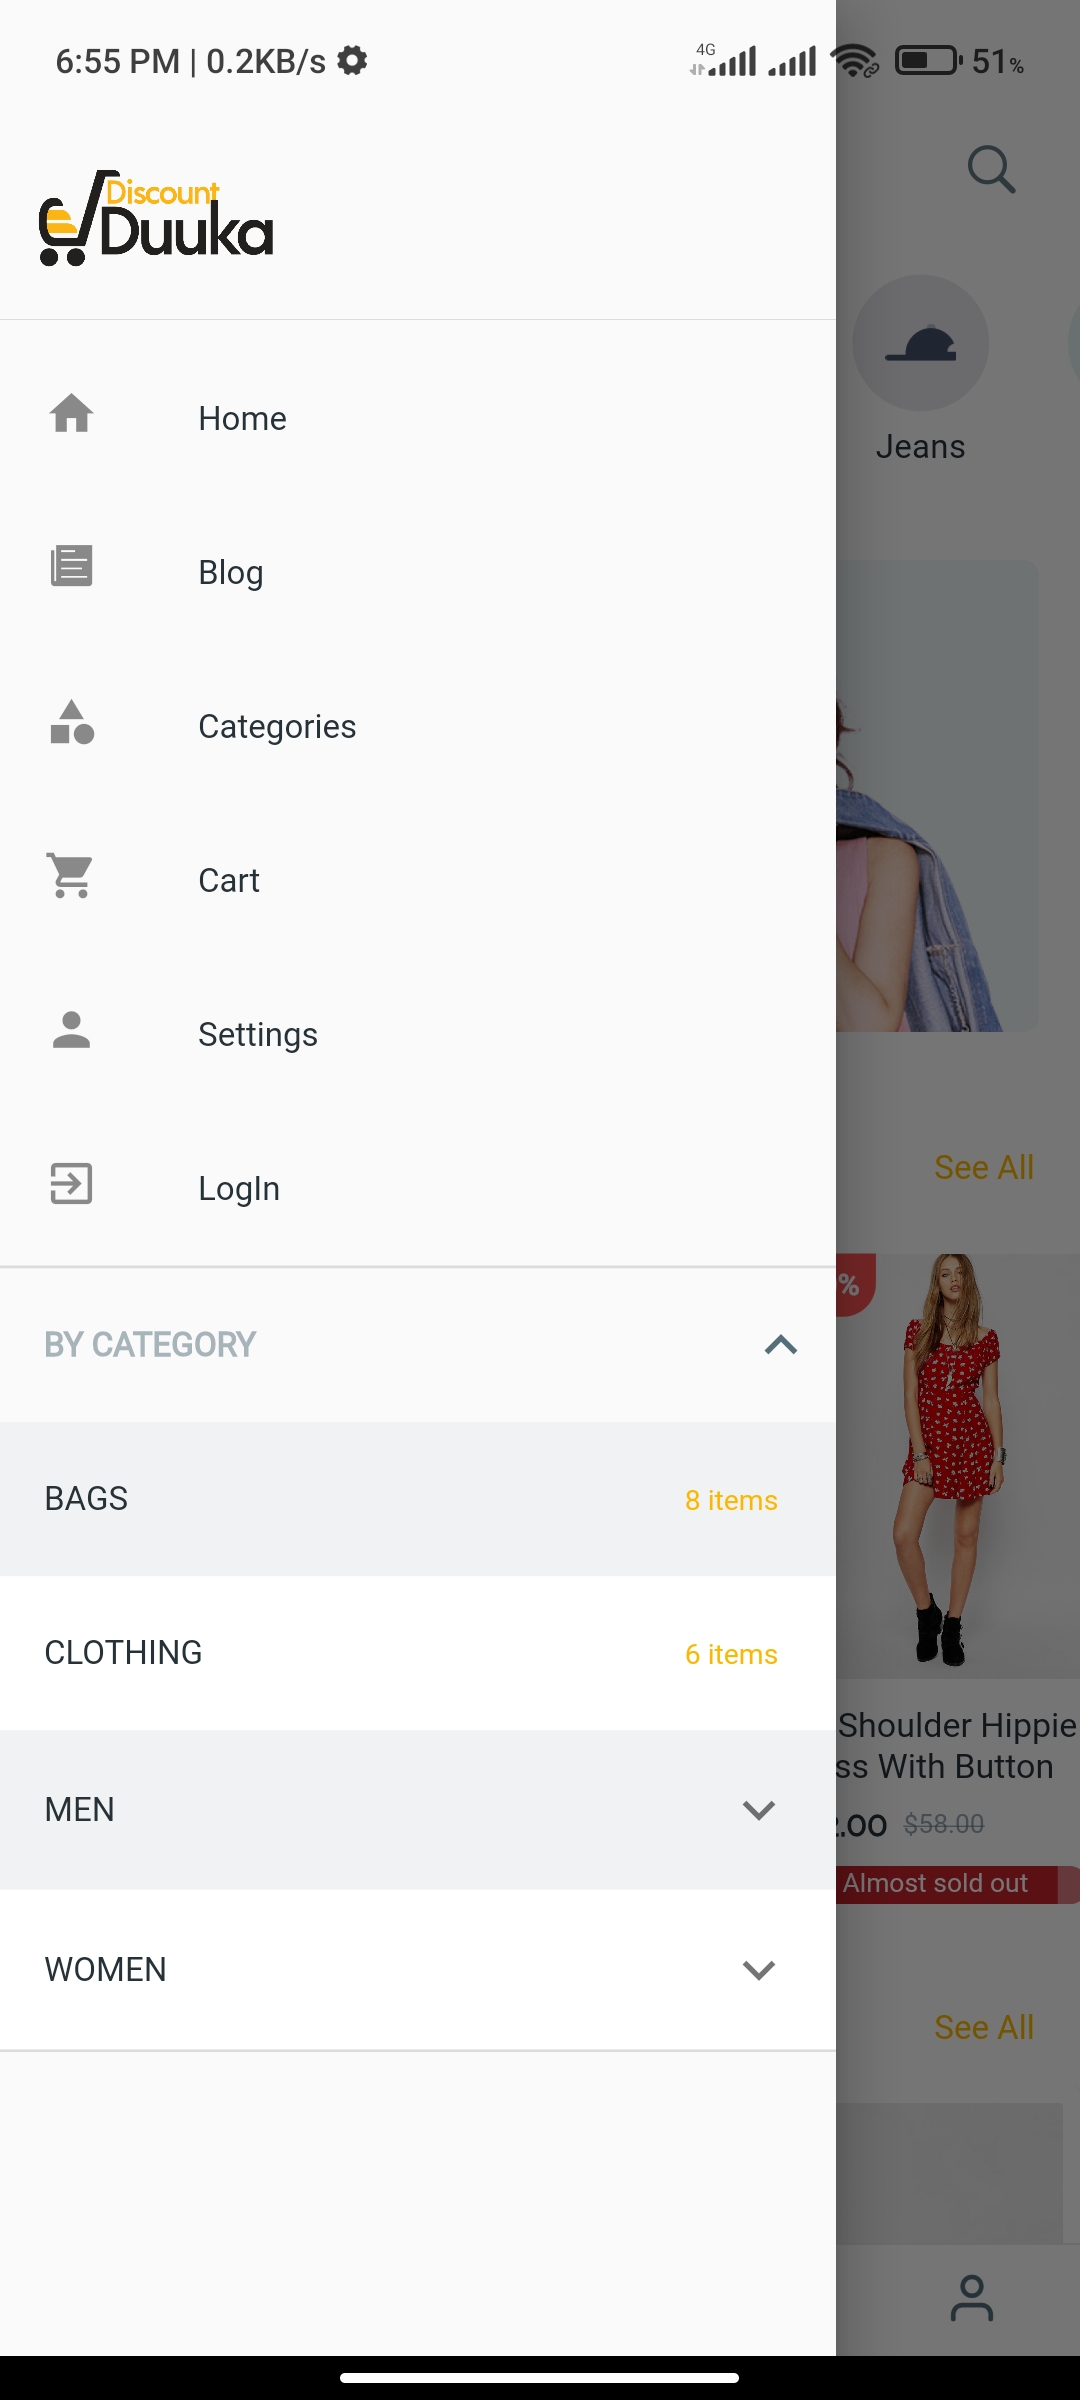 6:55 PM | 0.2KB/s
4G
51%
Discount
Duuka
Home
Blog
Categories
Cart
Settings
LogIn
BY CATEGORY
BAGS
8 items
CLOTHING
6 items
MEN
WOMEN
Jeans
See All
%
Shoulder Hippie
ss With Button
.00 $58.00
Almost sold out
See All